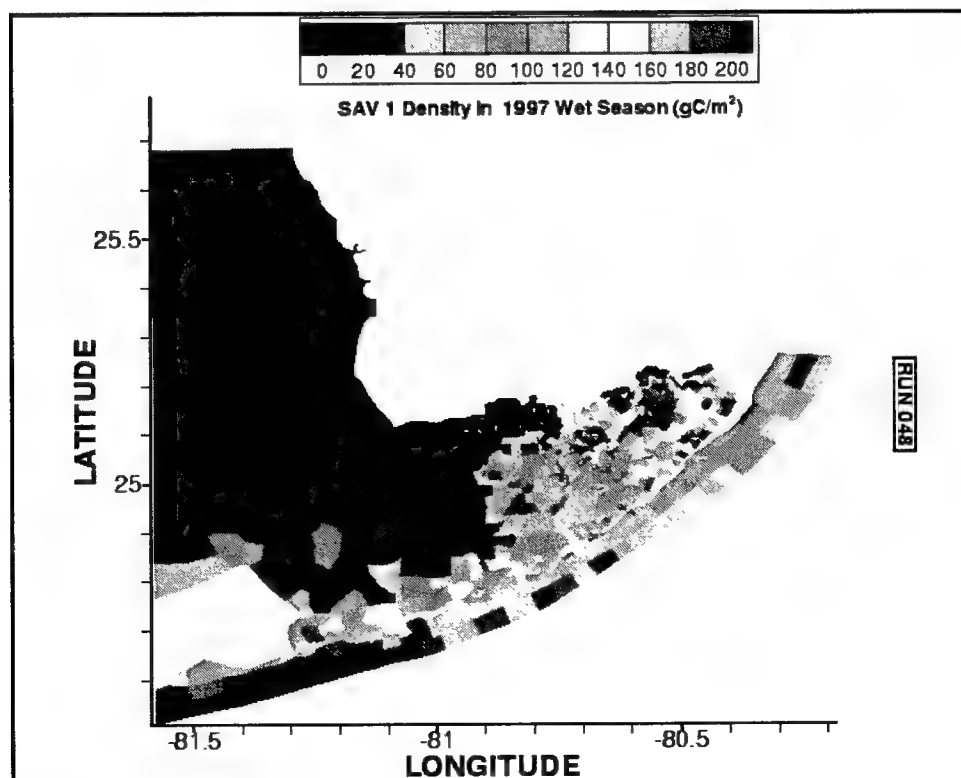 0 20 40 60 80 100 120 140 160 180 200
SAV 1 Density in 1997 Wet Season (gC/m²)
25.5
LATITUDE
RUN 048
25
-81.5 -81 -80.5
LONGITUDE